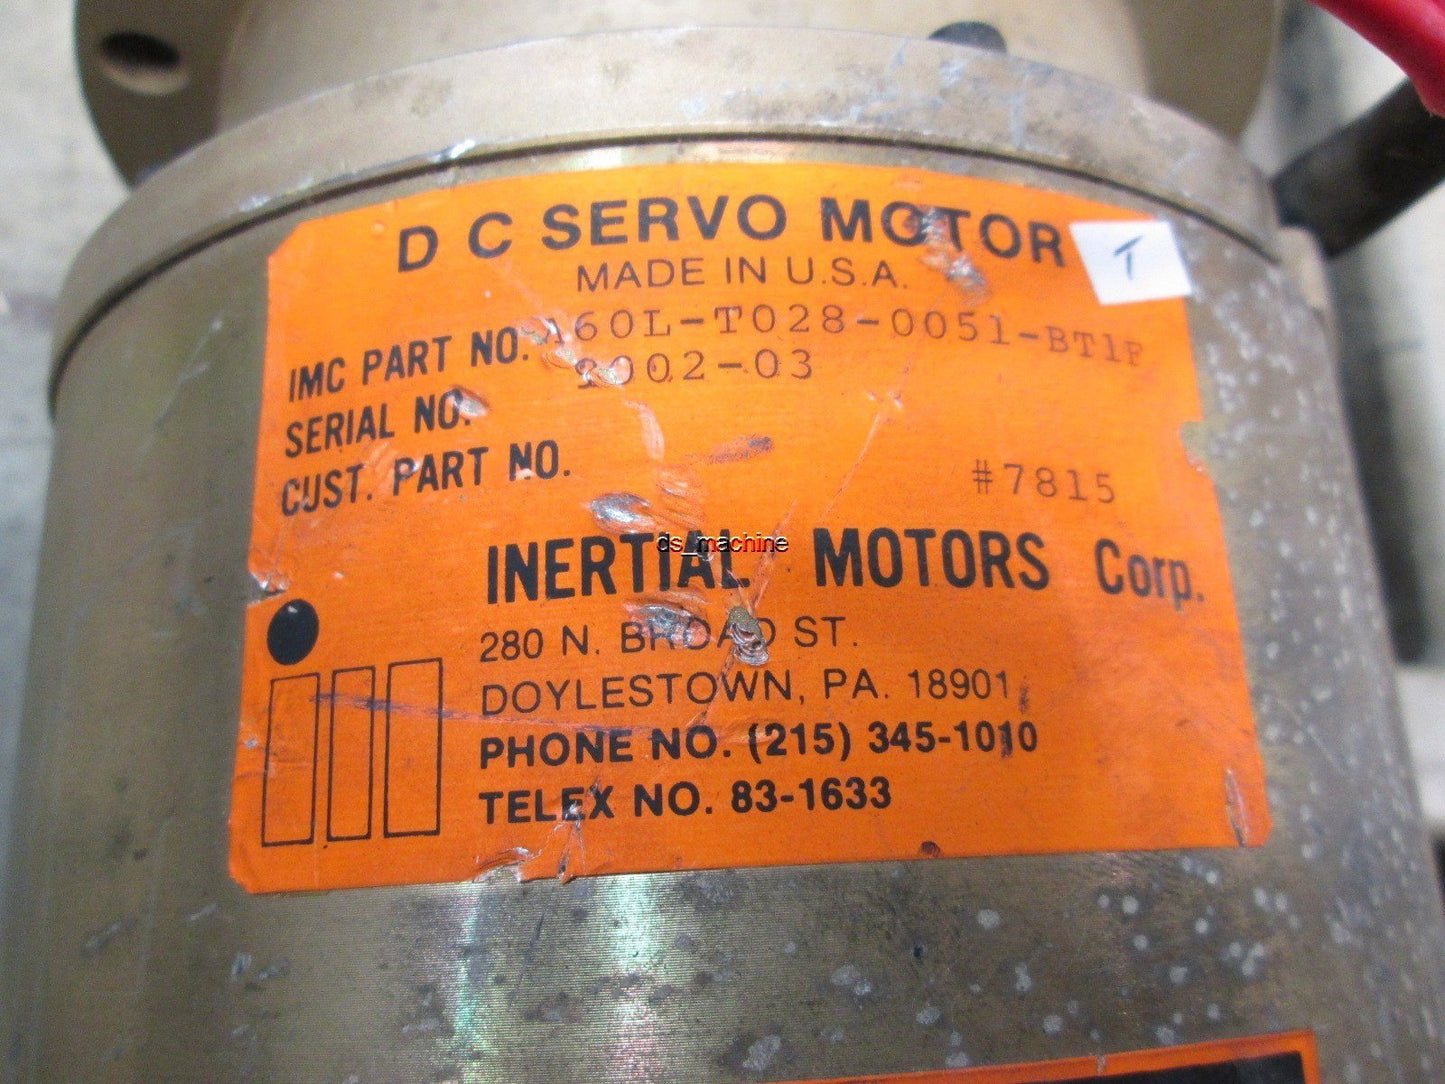 D C SERVO MOTOR
T
MADE IN U.S.A.
IMC PART NO. A60L-T028-0051-BT1F
SERIAL NO. 2002-03
CUST. PART NO. #7815
INERTIAL MOTORS Corp.
ds_machine
280 N. BROAD ST.
DOYLESTOWN, PA. 18901
PHONE NO. (215) 345-1010
TELEX NO. 83-1633